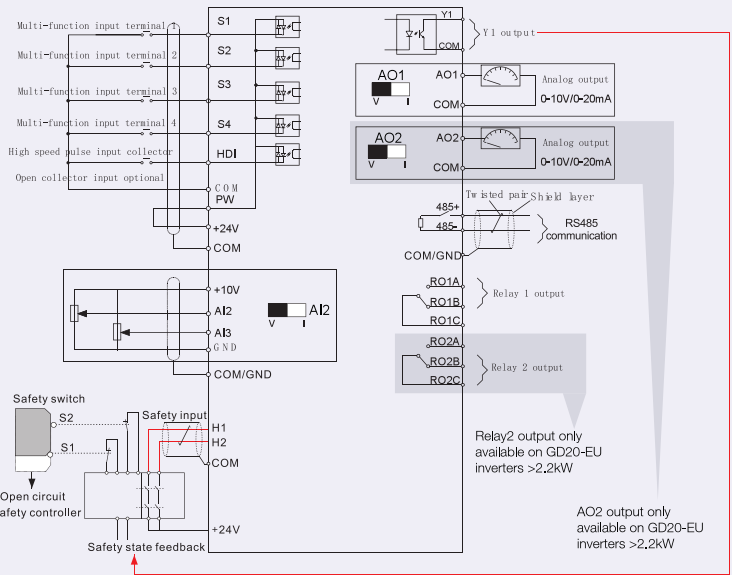 Multi-function input terminal 1
S1
Multi-function input terminal 2
S2
Multi-function input terminal 3
S3
Multi-function input terminal 4
S4
High speed pulse input collector
HDI
Open collector input optional
COM
PW
+24V
COM
Y1
COM
Y1 output
AO1
V I
AO1
COM
Analog output
0-10V/0-20mA
AO2
V I
AO2
COM
Analog output
0-10V/0-20mA
Twisted pair
Shield layer
485+
485-
RS485
communication
COM/GND
+10V
AI2
AI3
GND
V I
AI2
COM/GND
RO1A
RO1B
RO1C
Relay 1 output
RO2A
RO2B
RO2C
Relay 2 output
Safety switch
S2
S1
Open circuit
afety controller
Safety input
H1
H2
COM
+24V
Safety state feedback
Relay2 output only
available on GD20-EU
inverters >2.2kW
AO2 output only
available on GD20-EU
inverters >2.2kW